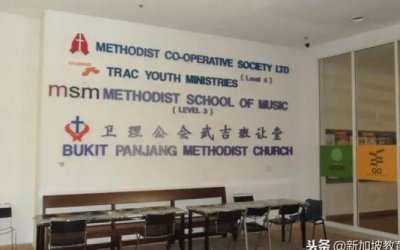 METHODIST CO-OPERATIVE SOCIETY LTD
TRAC YOUTH MINISTRIES (Level 4)
msm METHODIST SCHOOL OF MUSIC
(LEVEL 3)
卫理公会武吉班让堂
BUKIT PANJANG METHODIST CHURCH
GO
头条 @新加坡教育